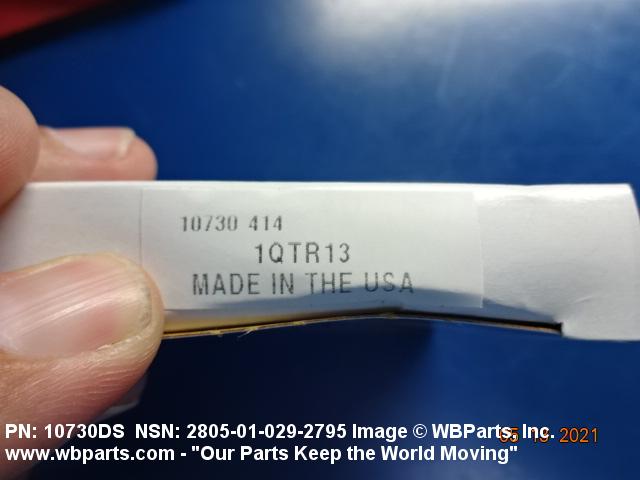 10730 414
1QTR13
MADE IN THE USA
PN: 10730DS NSN: 2805-01-029-2795 Image © WBParts, Inc.
2021
www.wbparts.com - "Our Parts Keep the World Moving"